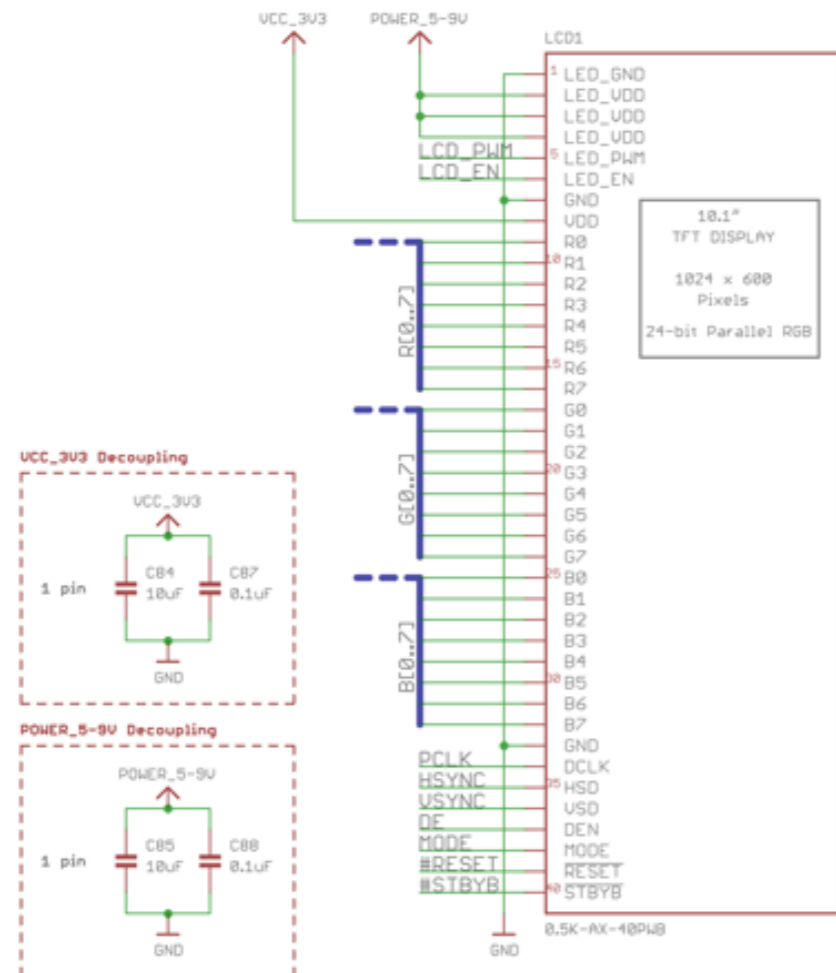 VCC_3V3
POWER_5-9V
LCD1
1 LED_GND
LED_VDD
LED_VDD
LED_VDD
LCD_PWM 5 LED_PWM
LCD_EN LED_EN
GND
VDD
R0
10 R1
R2
R3
R4
R5
15 R6
R7
R[0..7]
10.1"
TFT DISPLAY
1024 x 600
Pixels
24-bit Parallel RGB
G0
G1
G2
20 G3
G4
G5
G6
G7
G[0..7]
25 B0
B1
B2
B3
B4
30 B5
B6
B7
B[0..7]
GND
PCLK DCLK
HSYNC 35 HSD
VSYNC VSD
DE DEN
MODE MODE
#RESET RESET
#STBYB 40 STBYB
0.5K-AX-40PWB
GND
VCC_3V3 Decoupling
VCC_3V3
1 pin
C84
10uF
C87
0.1uF
GND
POWER_5-9V Decoupling
POWER_5-9V
1 pin
C85
10uF
C88
0.1uF
GND